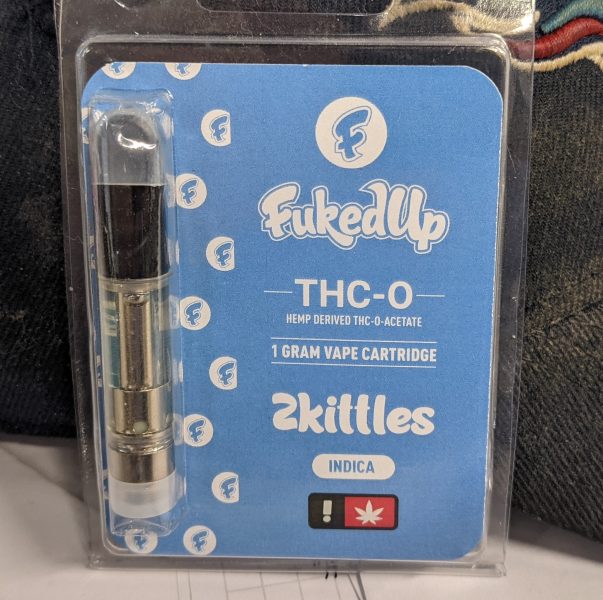 F
FukedUp
THC-O
HEMP DERIVED THC-O-ACETATE
1 GRAM VAPE CARTRIDGE
Zkittles
INDICA
!